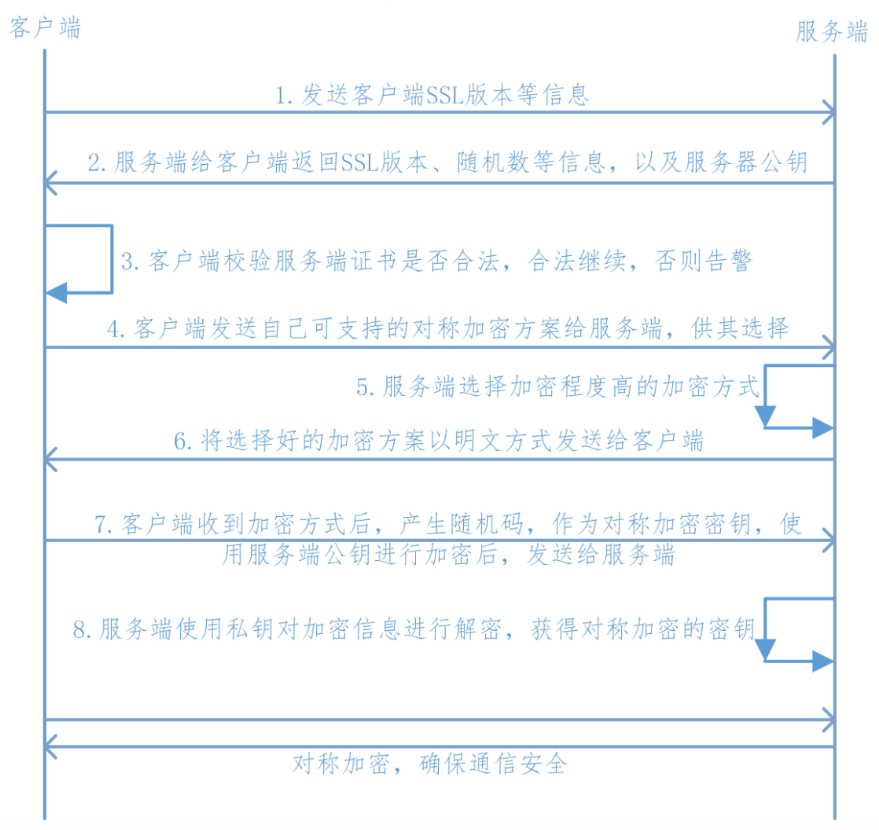 客户端
服务端
1.发送客户端SSL版本等信息
2.服务端给客户端返回SSL版本、随机数等信息，以及服务器公钥
3.客户端校验服务端证书是否合法，合法继续，否则告警
4.客户端发送自己可支持的对称加密方案给服务端，供其选择
5.服务端选择加密程度高的加密方式
6.将选择好的加密方案以明文方式发送给客户端
7.客户端收到加密方式后，产生随机码，作为对称加密密钥，使
用服务端公钥进行加密后，发送给服务端
8.服务端使用私钥对加密信息进行解密，获得对称加密的密钥
对称加密，确保通信安全